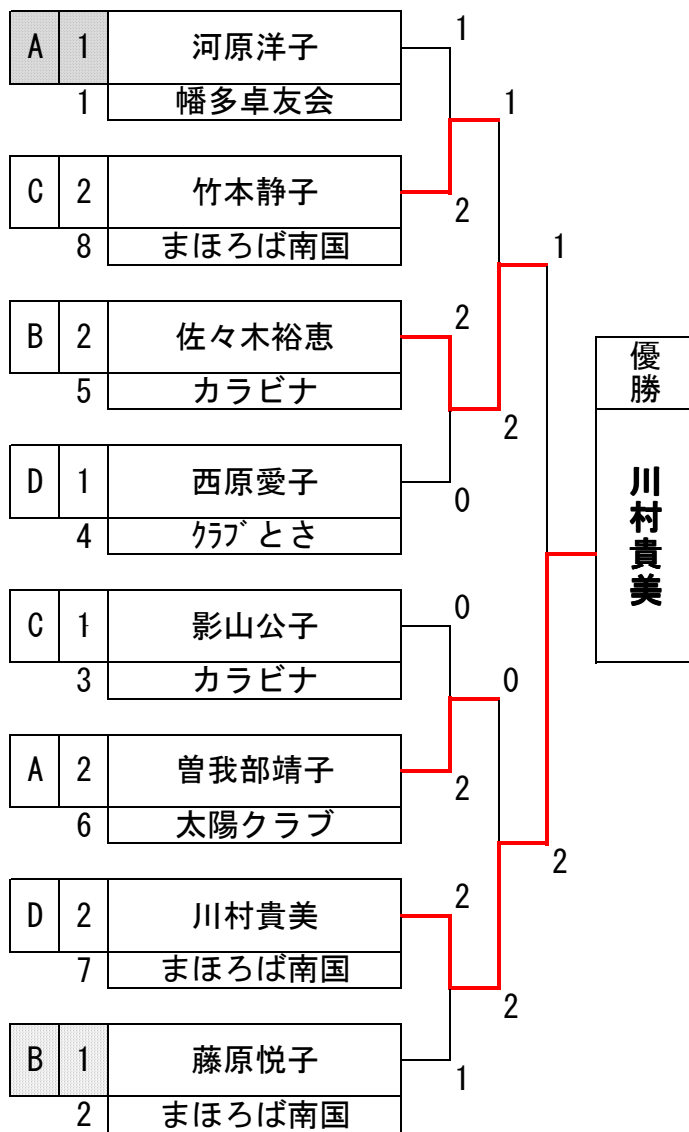 A 1 河原洋子 1
1 幡多卓友会 1
C 2 竹本静子 2
8 まほろば南国 1
B 2 佐々木裕恵 2
5 カラビナ 2
D 1 西原愛子 0
4 ｸﾗﾌﾞとさ
優勝
川村貴美
C 1 影山公子 0
3 カラビナ 0
A 2 曽我部靖子 2
6 太陽クラブ 2
D 2 川村貴美 2
7 まほろば南国 2
B 1 藤原悦子 1
2 まほろば南国